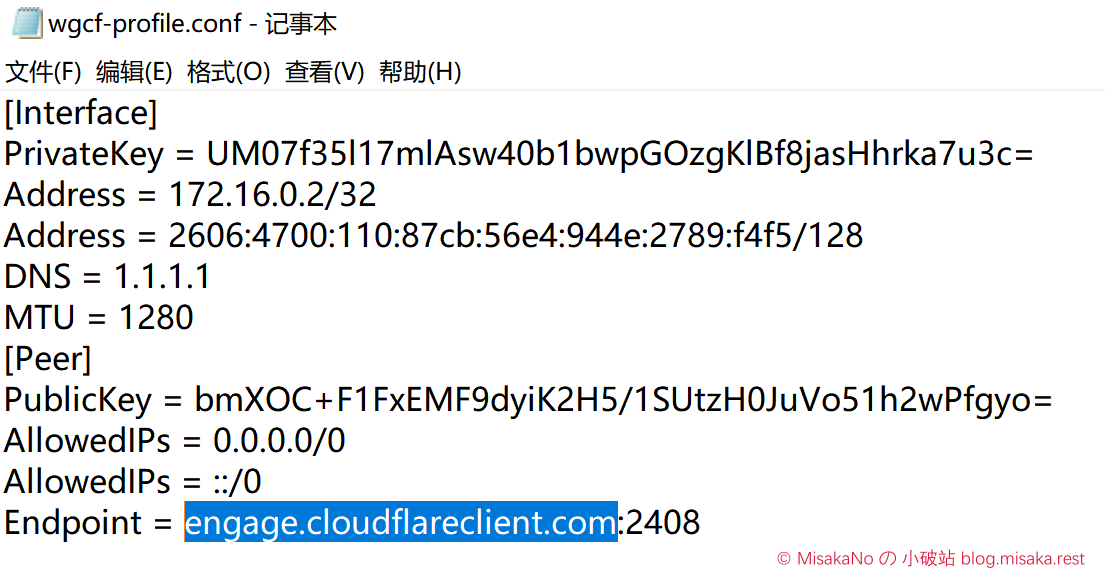 wgcf-profile.conf - 记事本
文件(F) 编辑(E) 格式(O) 查看(V) 帮助(H)
[Interface]
PrivateKey = UM07f35l17mlAsw40b1bwpGOzgKlBf8jasHhrka7u3c=
Address = 172.16.0.2/32
Address = 2606:4700:110:87cb:56e4:944e:2789:f4f5/128
DNS = 1.1.1.1
MTU = 1280
[Peer]
PublicKey = bmXOC+F1FxEMF9dyiK2H5/1SUtzH0JuVo51h2wPfgyo=
AllowedIPs = 0.0.0.0/0
AllowedIPs = ::/0
Endpoint = engage.cloudflareclient.com:2408
© MisakaNo の 小破站 blog.misaka.rest